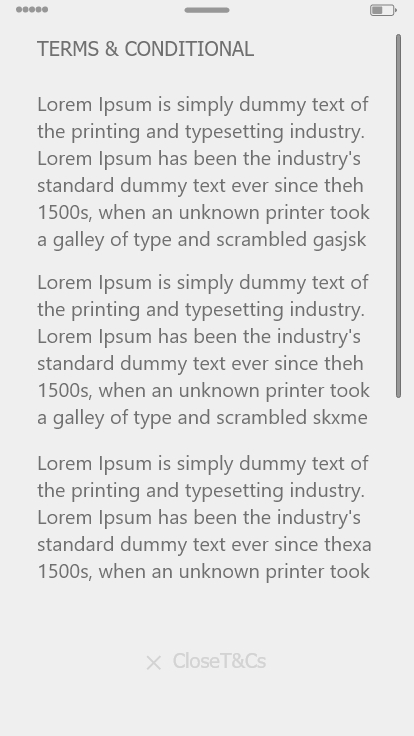 TERMS & CONDITIONAL
Lorem Ipsum is simply dummy text of
the printing and typesetting industry.
Lorem Ipsum has been the industry's
standard dummy text ever since theh
1500s, when an unknown printer took
a galley of type and scrambled gasjsk
Lorem Ipsum is simply dummy text of
the printing and typesetting industry.
Lorem Ipsum has been the industry's
standard dummy text ever since theh
1500s, when an unknown printer took
a galley of type and scrambled skxme
Lorem Ipsum is simply dummy text of
the printing and typesetting industry.
Lorem Ipsum has been the industry's
standard dummy text ever since thexa
1500s, when an unknown printer took
CloseT&Cs